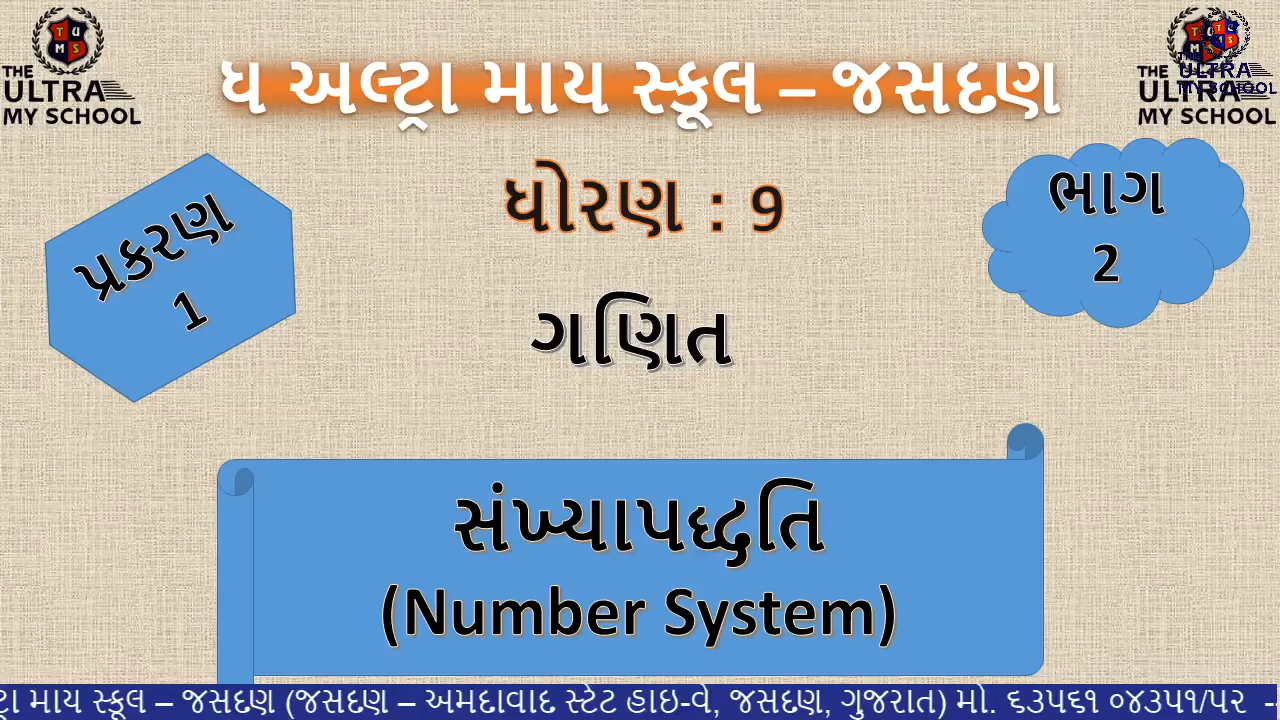 THE
ULTRA
MY SCHOOL
ધ અલ્ટ્રા માય સ્કૂલ – જસદણ
THE
ULTRA
MY SCHOOL
પ્રકરણ
1
ધોરણ : 9
ભાગ
2
ગણિત
સંખ્યાપદ્ધતિ
(Number System)
માય સ્કૂલ – જસદણ (જસદણ – અમદાવાદ સ્ટેટ હાઇ-વે, જસદણ, ગુજરાત) મો. ૬૩૫૬૧ ૦૪૩૫૧/૫૨ -